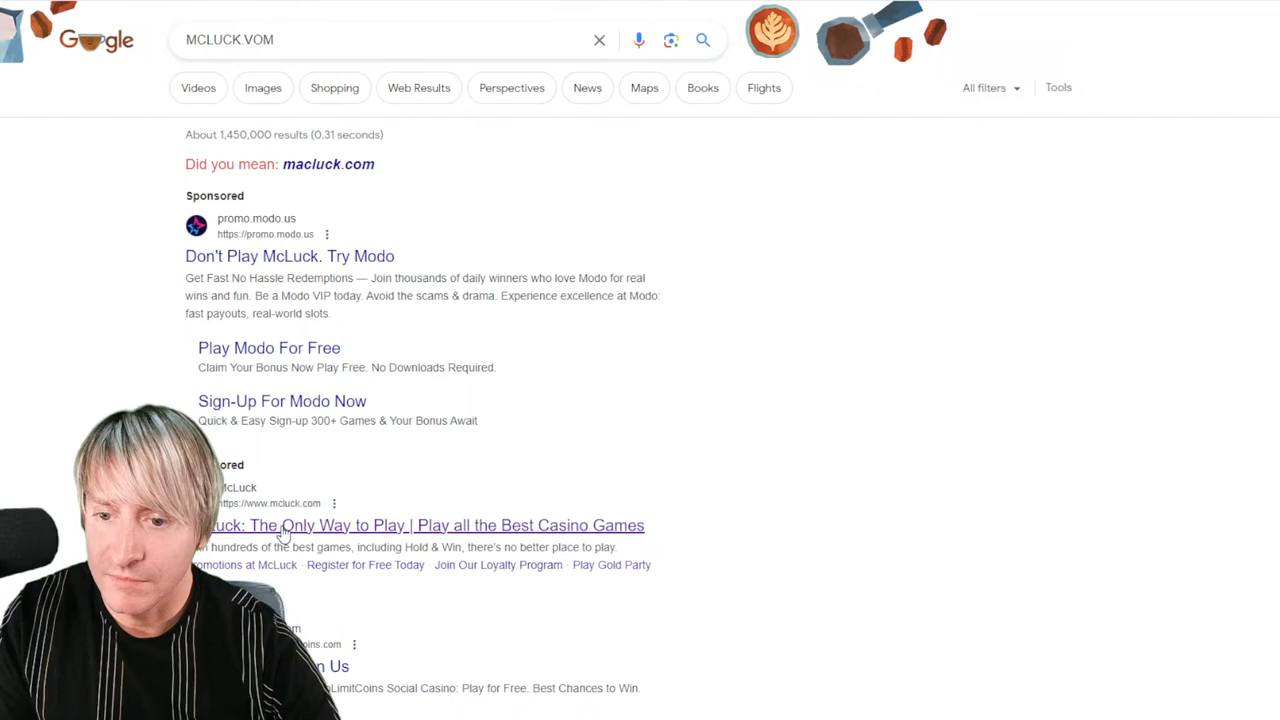 Google
MCLUCK.VOM
Videos
Images
Shopping
Web Results
Perspectives
News
Maps
Books
Flights
All filters
Tools
About 1,450,000 results (0.31 seconds)
Did you mean: macluck.com
Sponsored
promo.modo.us
https://promo.modo.us
Don't Play McLuck. Try Modo
Get Fast No Hassle Redemptions — Join thousands of daily winners who love Modo for real
wins and fun. Be a Modo VIP today. Avoid the scams & drama. Experience excellence at Modo:
fast payouts, real-world slots.
Play Modo For Free
Claim Your Bonus Now Play Free. No Downloads Required.
Sign-Up For Modo Now
Quick & Easy Sign-up 300+ Games & Your Bonus Await
ored
cLuck
https://www.mcluck.com
Luck: The Only Way to Play | Play all the Best Casino Games
hundreds of the best games, including Hold & Win, there's no better place to play.
omotions at McLuck · Register for Free Today · Join Our Loyalty Program · Play Gold Party
om
oins.com
n Us
LimitCoins Social Casino: Play for Free. Best Chances to Win.